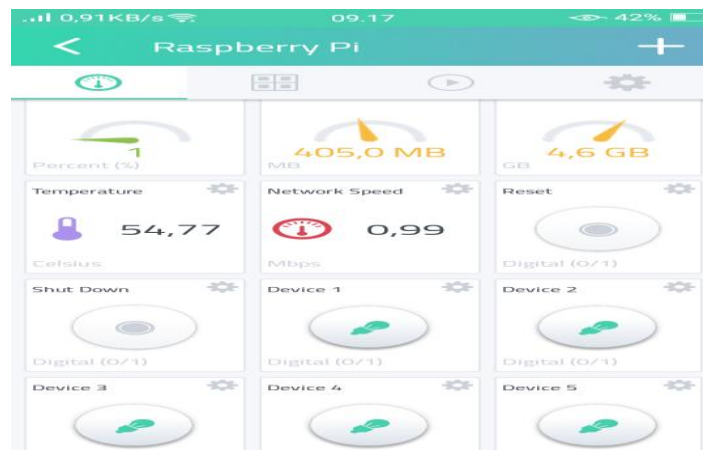 0,91KB/s 09.17 42%
Raspberry Pi
1 405,0 MB 4,6 GB
Percent (%) MB GB
Temperature Network Speed Reset
54,77 0,99
Celsius Mbps Digital (0/1)
Shut Down Device 1 Device 2
Digital (0/1) Digital (0/1) Digital (0/1)
Device 3 Device 4 Device 5